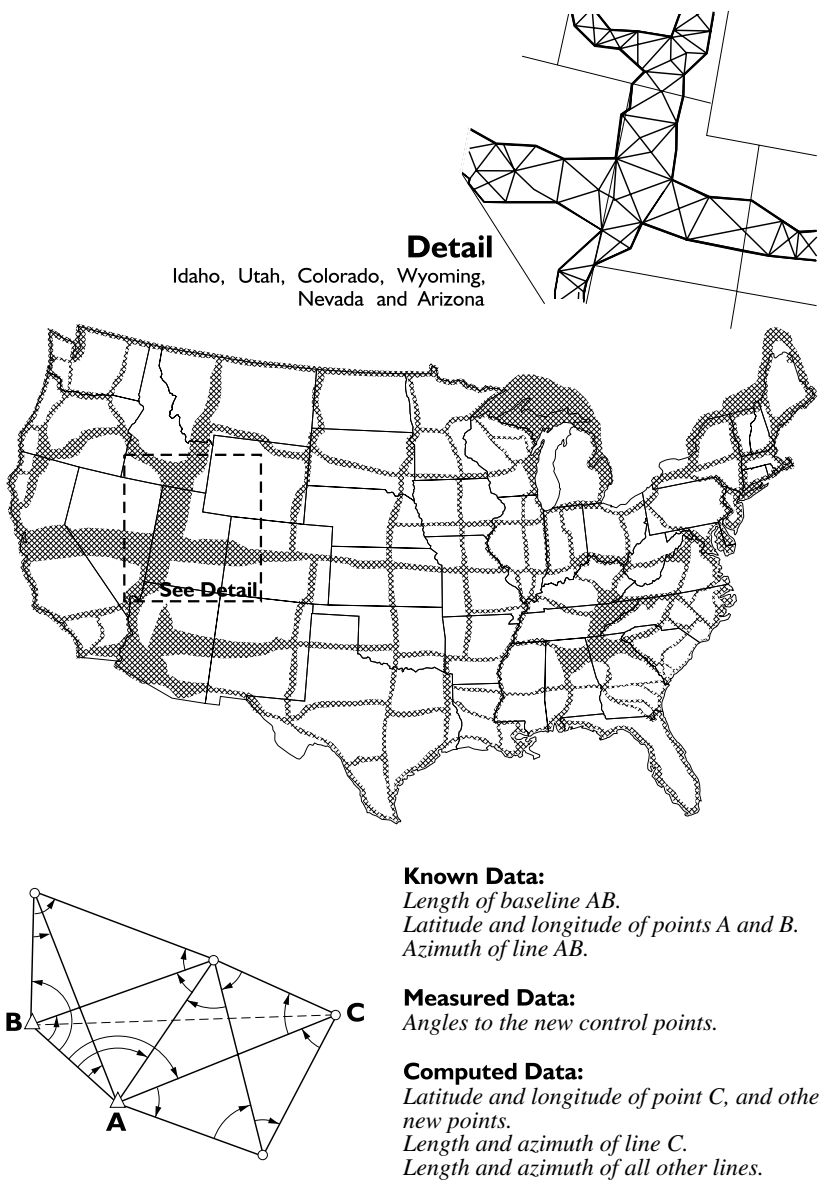 Detail
Idaho, Utah, Colorado, Wyoming,
Nevada and Arizona
See Detail
Known Data:
Length of baseline AB.
Latitude and longitude of points A and B.
Azimuth of line AB.
Measured Data:
Angles to the new control points.
Computed Data:
Latitude and longitude of point C, and othe
new points.
Length and azimuth of line C.
Length and azimuth of all other lines.
B
C
A